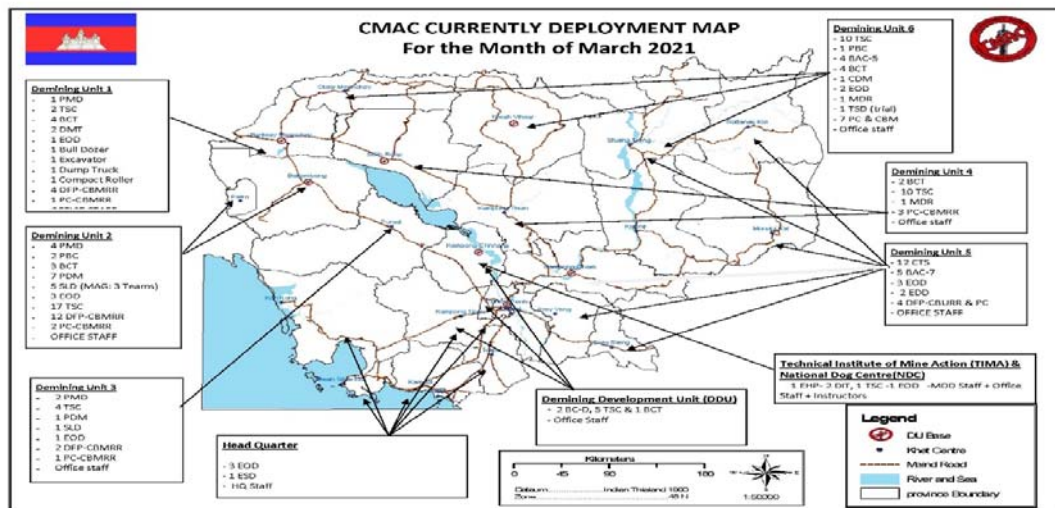 CMAC CURRENTLY DEPLOYMENT MAP
For the Month of March 2021
Demining Unit 1
- 1 PMD
- 2 TSC
- 4 BCT
- 2 DMT
- 1 EOD
- 1 Bull Dozer
- 1 Excavator
- 1 Dump Truck
- 1 Compact Roller
- 4 DFP-CBMRR
- 1 PC-CBMRR
Demining Unit 2
- 4 PMD
- 2 PBC
- 3 BCT
- 7 PDM
- 5 SLD (MAG: 3 Teams)
- 3 EOD
- 17 TSC
- 12 DFP-CBMRR
- 2 PC-CBMRR
OFFICE STAFF
Demining Unit 3
- 2 PMD
- 4 TSC
- 1 PDM
- 1 SLD
- 1 EOD
- 2 DFP-CBMRR
- 1 PC-CBMRR
Office staff
Head Quarter
- 3 EOD
- 1 ESD
- HQ Staff
Demining Development Unit (DDU)
- 2 BC-D, 5 TSC & 1 BCT
- Office Staff
Demining Unit 6
- 10 TSC
- 1 PBC
- 4 BAC-5
- 4 BCT
- 1 CDM
- 2 EOD
- 1 MDR
- 1 TSD (trial)
- 7 PC & CBM
- Office staff
Demining Unit 4
- 2 BCT
- 10 TSC
- 1 MDR
- 3 PC-CBMRR
- Office staff
Demining Unit 5
- 12 CTS
- 5 BAC-7
- 3 EOD
- 2 EOD
- 4 DFP-CBURR & PC
- OFFICE STAFF
Technical Institute of Mine Action (TIMA) &
National Dog Centre(NDC)
1 EHP- 2 DIT, 1 TSC -1 EOD -MOD Staff + Office
Staff + Instructors
Legend
DU Base
Khet Centre
Maind Road
River and Sea
province Boundary
Kilometers
0 45 90 180
Datum Indian Thialand 1960
Zone 48 N
1:50000